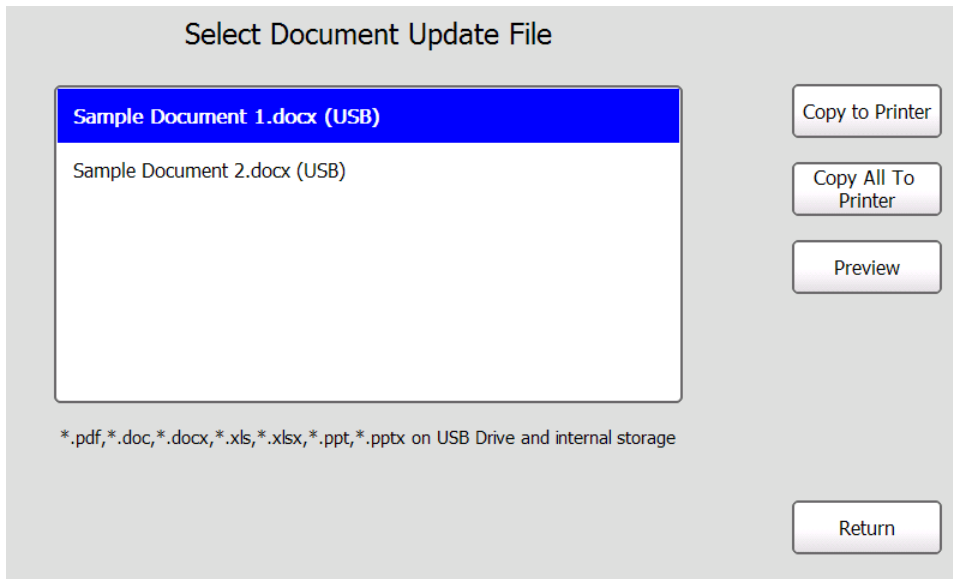 Select Document Update File
Sample Document 1.docx (USB)
Sample Document 2.docx (USB)
*.pdf,*.doc,*.docx,*.xls,*.xlsx,*.ppt,*.pptx on USB Drive and internal storage
Copy to Printer
Copy All To
Printer
Preview
Return